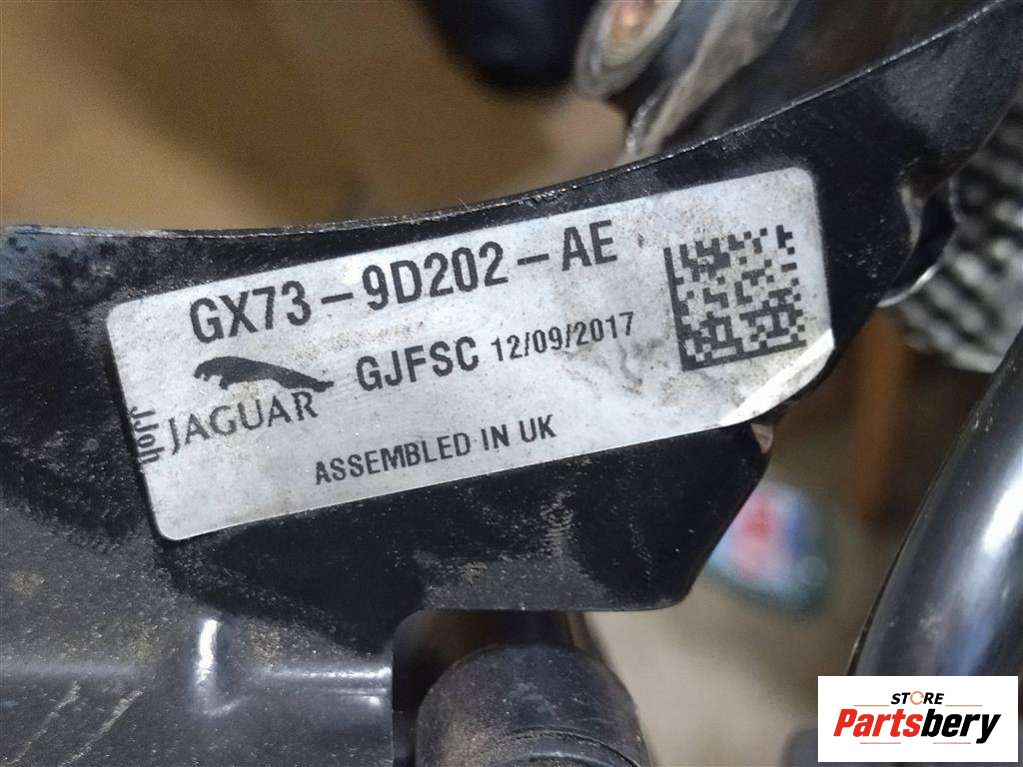 GX73-9D202-AE
GJFSC 12/09/2017
JAGUAR
ASSEMBLED IN UK
STORE
Partsbery